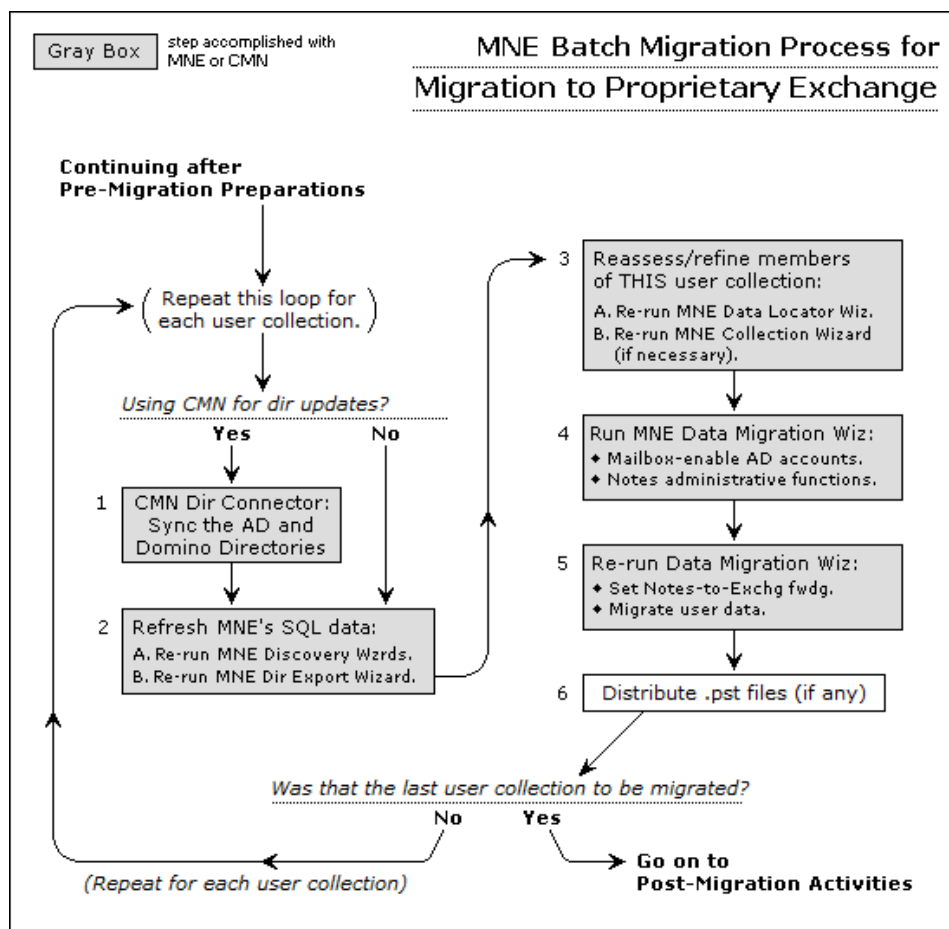 Gray Box
step accomplished with
MNE or CMN
MNE Batch Migration Process for
Migration to Proprietary Exchange
Continuing after
Pre-Migration Preparations
(Repeat this loop for
each user collection.)
Using CMN for dir updates?
Yes
No
1
CMN Dir Connector:
Sync the AD and
Domino Directories
2
Refresh MNE's SQL data:
A. Re-run MNE Discovery Wzrds.
B. Re-run MNE Dir Export Wizard.
3
Reassess/refine members
of THIS user collection:
A. Re-run MNE Data Locator Wiz.
B. Re-run MNE Collection Wizard
(if necessary).
4
Run MNE Data Migration Wiz:
◆ Mailbox-enable AD accounts.
◆ Notes administrative functions.
5
Re-run Data Migration Wiz:
◆ Set Notes-to-Exchg fwdg.
◆ Migrate user data.
6
Distribute .pst files (if any)
Was that the last user collection to be migrated?
No
Yes
(Repeat for each user collection)
Go on to
Post-Migration Activities